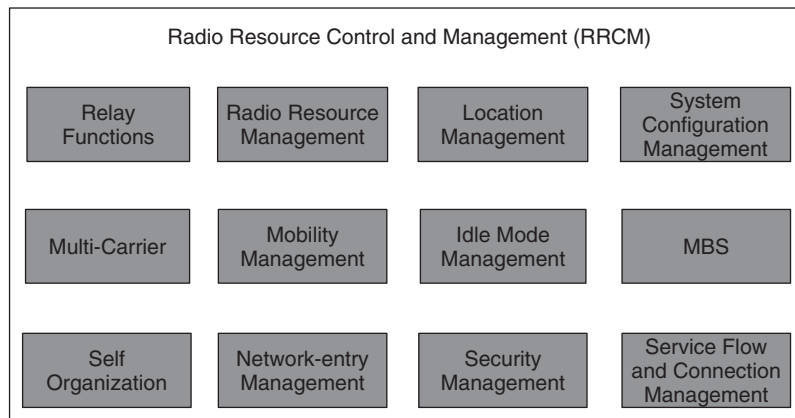 Radio Resource Control and Management (RRCM)
Relay
Functions
Radio Resource
Management
Location
Management
System
Configuration
Management
Multi-Carrier
Mobility
Management
Idle Mode
Management
MBS
Self
Organization
Network-entry
Management
Security
Management
Service Flow
and Connection
Management